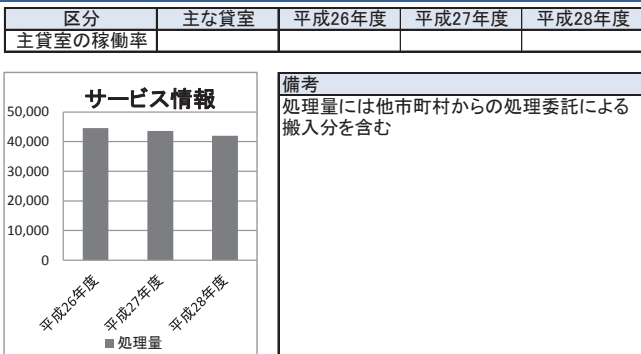 区分 主な貸室 平成26年度 平成27年度 平成28年度
主貸室の稼働率
サービス情報
50,000
40,000
30,000
20,000
10,000
0
平成26年度 平成27年度 平成28年度
■処理量
備考
処理量には他市町村からの処理委託による
搬入分を含む